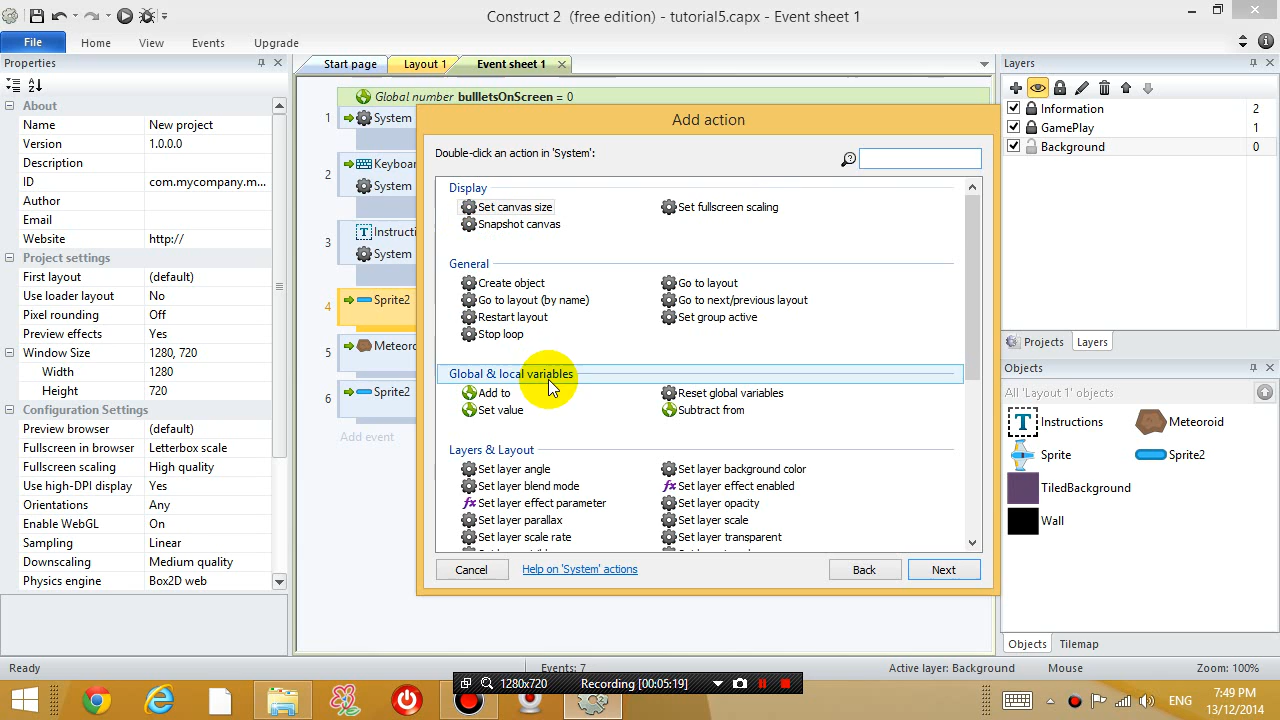 Construct 2 (free edition) - tutorial5.capx - Event sheet 1
File Home View Events Upgrade
Properties
Start page Layout 1 Event sheet 1
Layers
About
Name New project
Version 1.0.0.0
Description
ID com.mycompany.m...
Author
Email
Website http://
Project settings
First layout (default)
Use loader layout No
Pixel rounding Off
Preview effects Yes
Window Size 1280, 720
Width 1280
Height 720
Configuration Settings
Preview browser (default)
Fullscreen in browser Letterbox scale
Fullscreen scaling High quality
Use high-DPI display Yes
Orientations Any
Enable WebGL On
Sampling Linear
Downscaling Medium quality
Physics engine Box2D web
Global number bullletsOnScreen = 0
1 System
2 Keyboar
System
3 Instructi
System
4 Sprite2
5 Meteoro
6 Sprite2
Add event
Add action
Double-click an action in 'System':
Display
Set canvas size Set fullscreen scaling
Snapshot canvas
General
Create object Go to layout
Go to layout (by name) Go to next/previous layout
Restart layout Set group active
Stop loop
Global & local variables
Add to Reset global variables
Set value Subtract from
Layers & Layout
Set layer angle Set layer background color
Set layer blend mode Set layer effect enabled
Set layer effect parameter Set layer opacity
Set layer parallax Set layer scale
Set layer scale rate Set layer transparent
Cancel Help on 'System' actions Back Next
Information 2
GamePlay 1
Background 0
Projects Layers
Objects
All 'Layout 1' objects
Instructions Meteoroid
Sprite Sprite2
TiledBackground
Wall
Objects Tilemap
Ready Events: 7 Active layer: Background Mouse Zoom: 100%
1280x720 Recording [00:05:19]
ENG 7:49 PM
13/12/2014